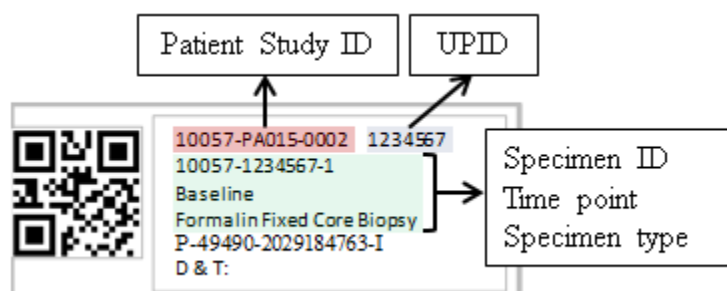 Patient Study ID
UPID
10057-PA015-0002 1234567
10057-1234567-1
Baseline
Formalin Fixed Core Biopsy
P-49490-2029184763-I
D & T:
Specimen ID
Time point
Specimen type